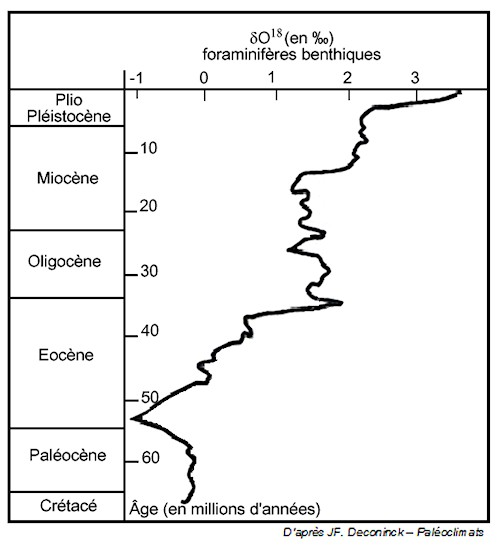 δO18(en ‰)
foraminifères benthiques
-1 0 1 2 3
Plio
Pléistocène
10
Miocène
20
Oligocène
30
40
Eocène
50
Paléocène
60
Crétacé
Âge (en millions d'années)
D'après JF. Deconinck – Paléoclimats